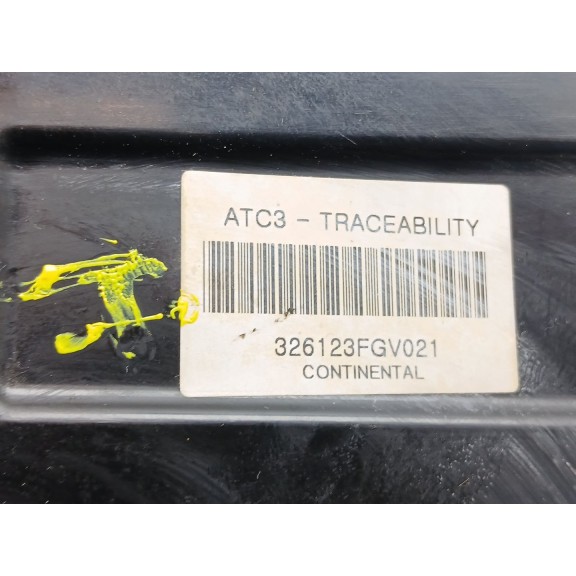 ATC3 - TRACEABILITY
326123FGV021
CONTINENTAL